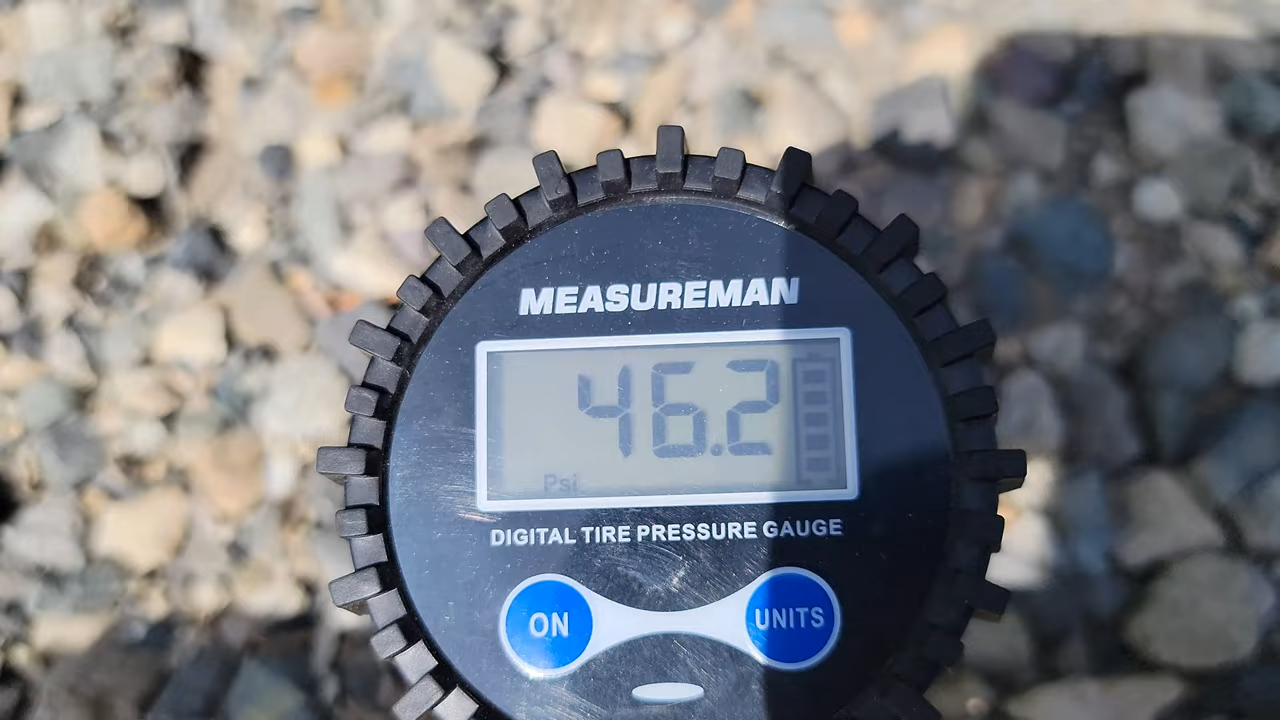 MEASUREMAN
46.2
Psi
DIGITAL TIRE PRESSURE GAUGE
ON
UNITS